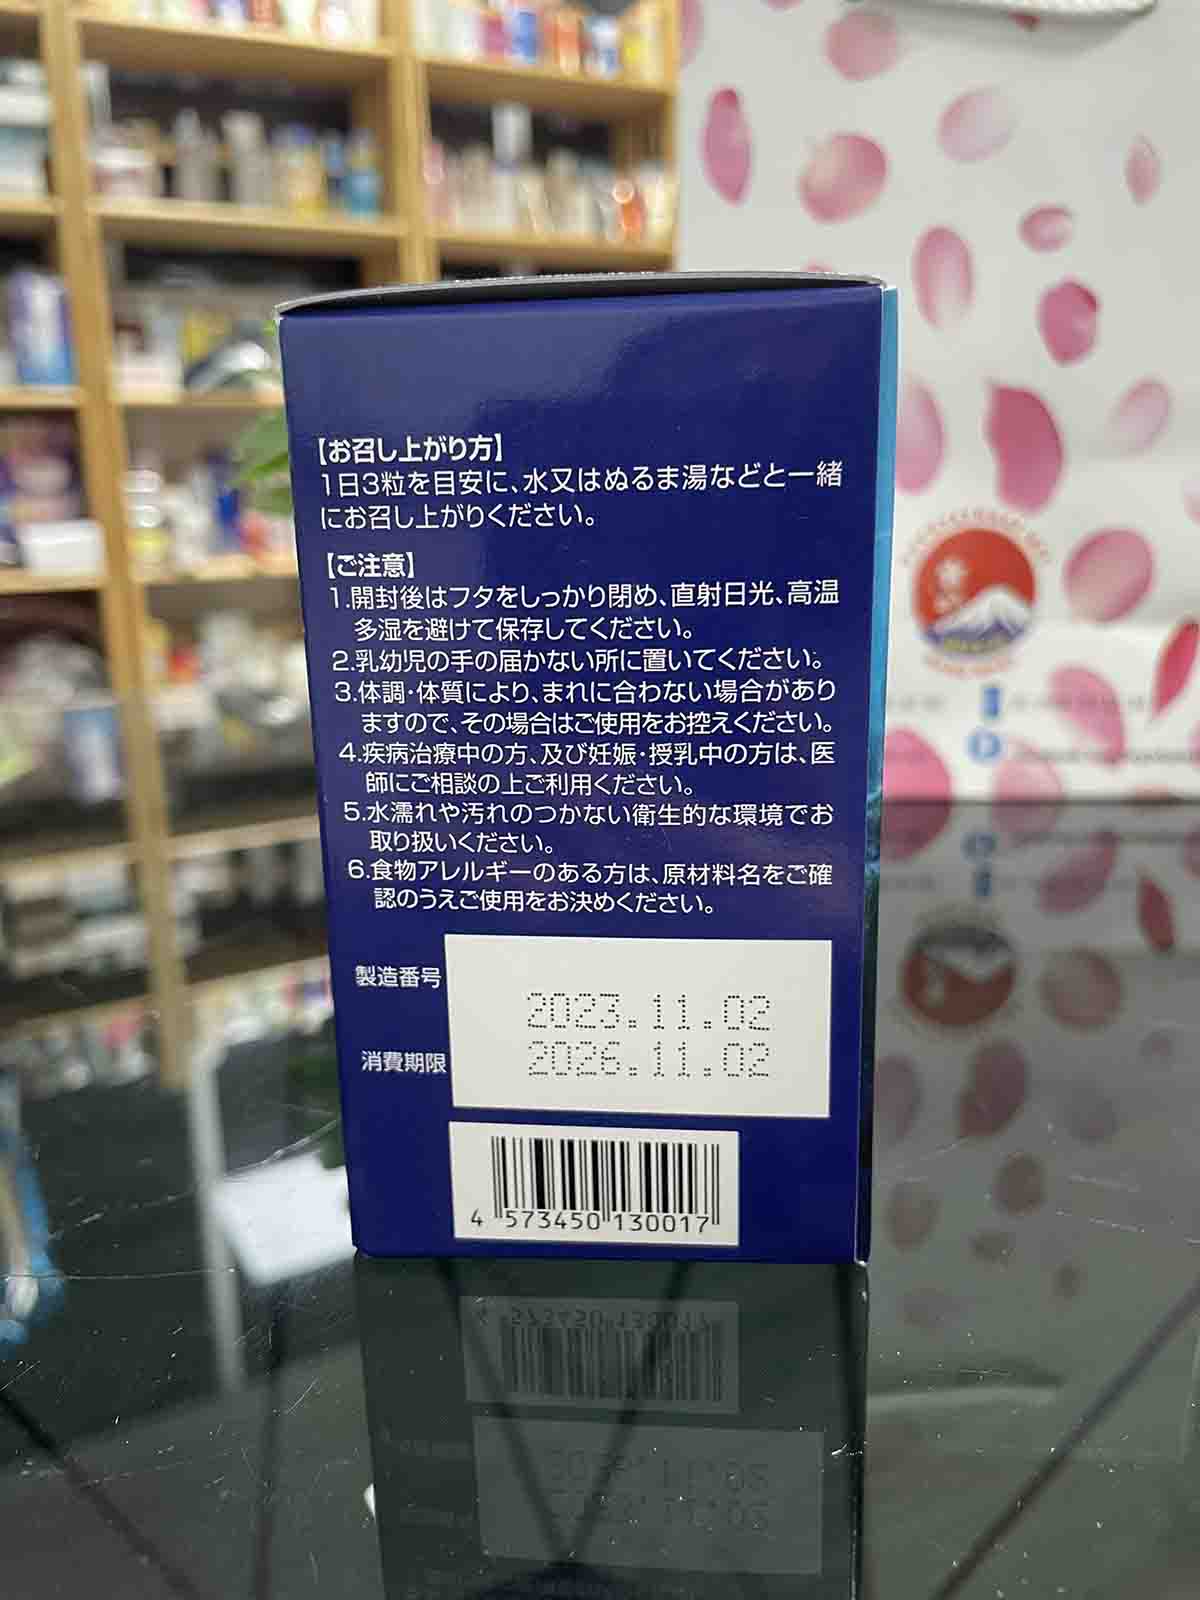 【お召し上がり方】
1日3粒を目安に、水又はぬるま湯などと一緒
にお召し上がりください。
【ご注意】
1.開封後はフタをしっかり閉め、直射日光、高温
多湿を避けて保存してください。
2.乳幼児の手の届かない所に置いてください。
3.体調・体質により、まれに合わない場合があり
ますので、その場合はご使用をお控えください。
4.疾病治療中の方、及び妊娠・授乳中の方は、医
師にご相談の上ご利用ください。
5.水濡れや汚れのつかない衛生的な環境でお
取り扱いください。
6.食物アレルギーのある方は、原材料名をご確
認のうえご使用をお決めください。
製造番号 2023.11.02
消費期限 2026.11.02
4 573450 130017